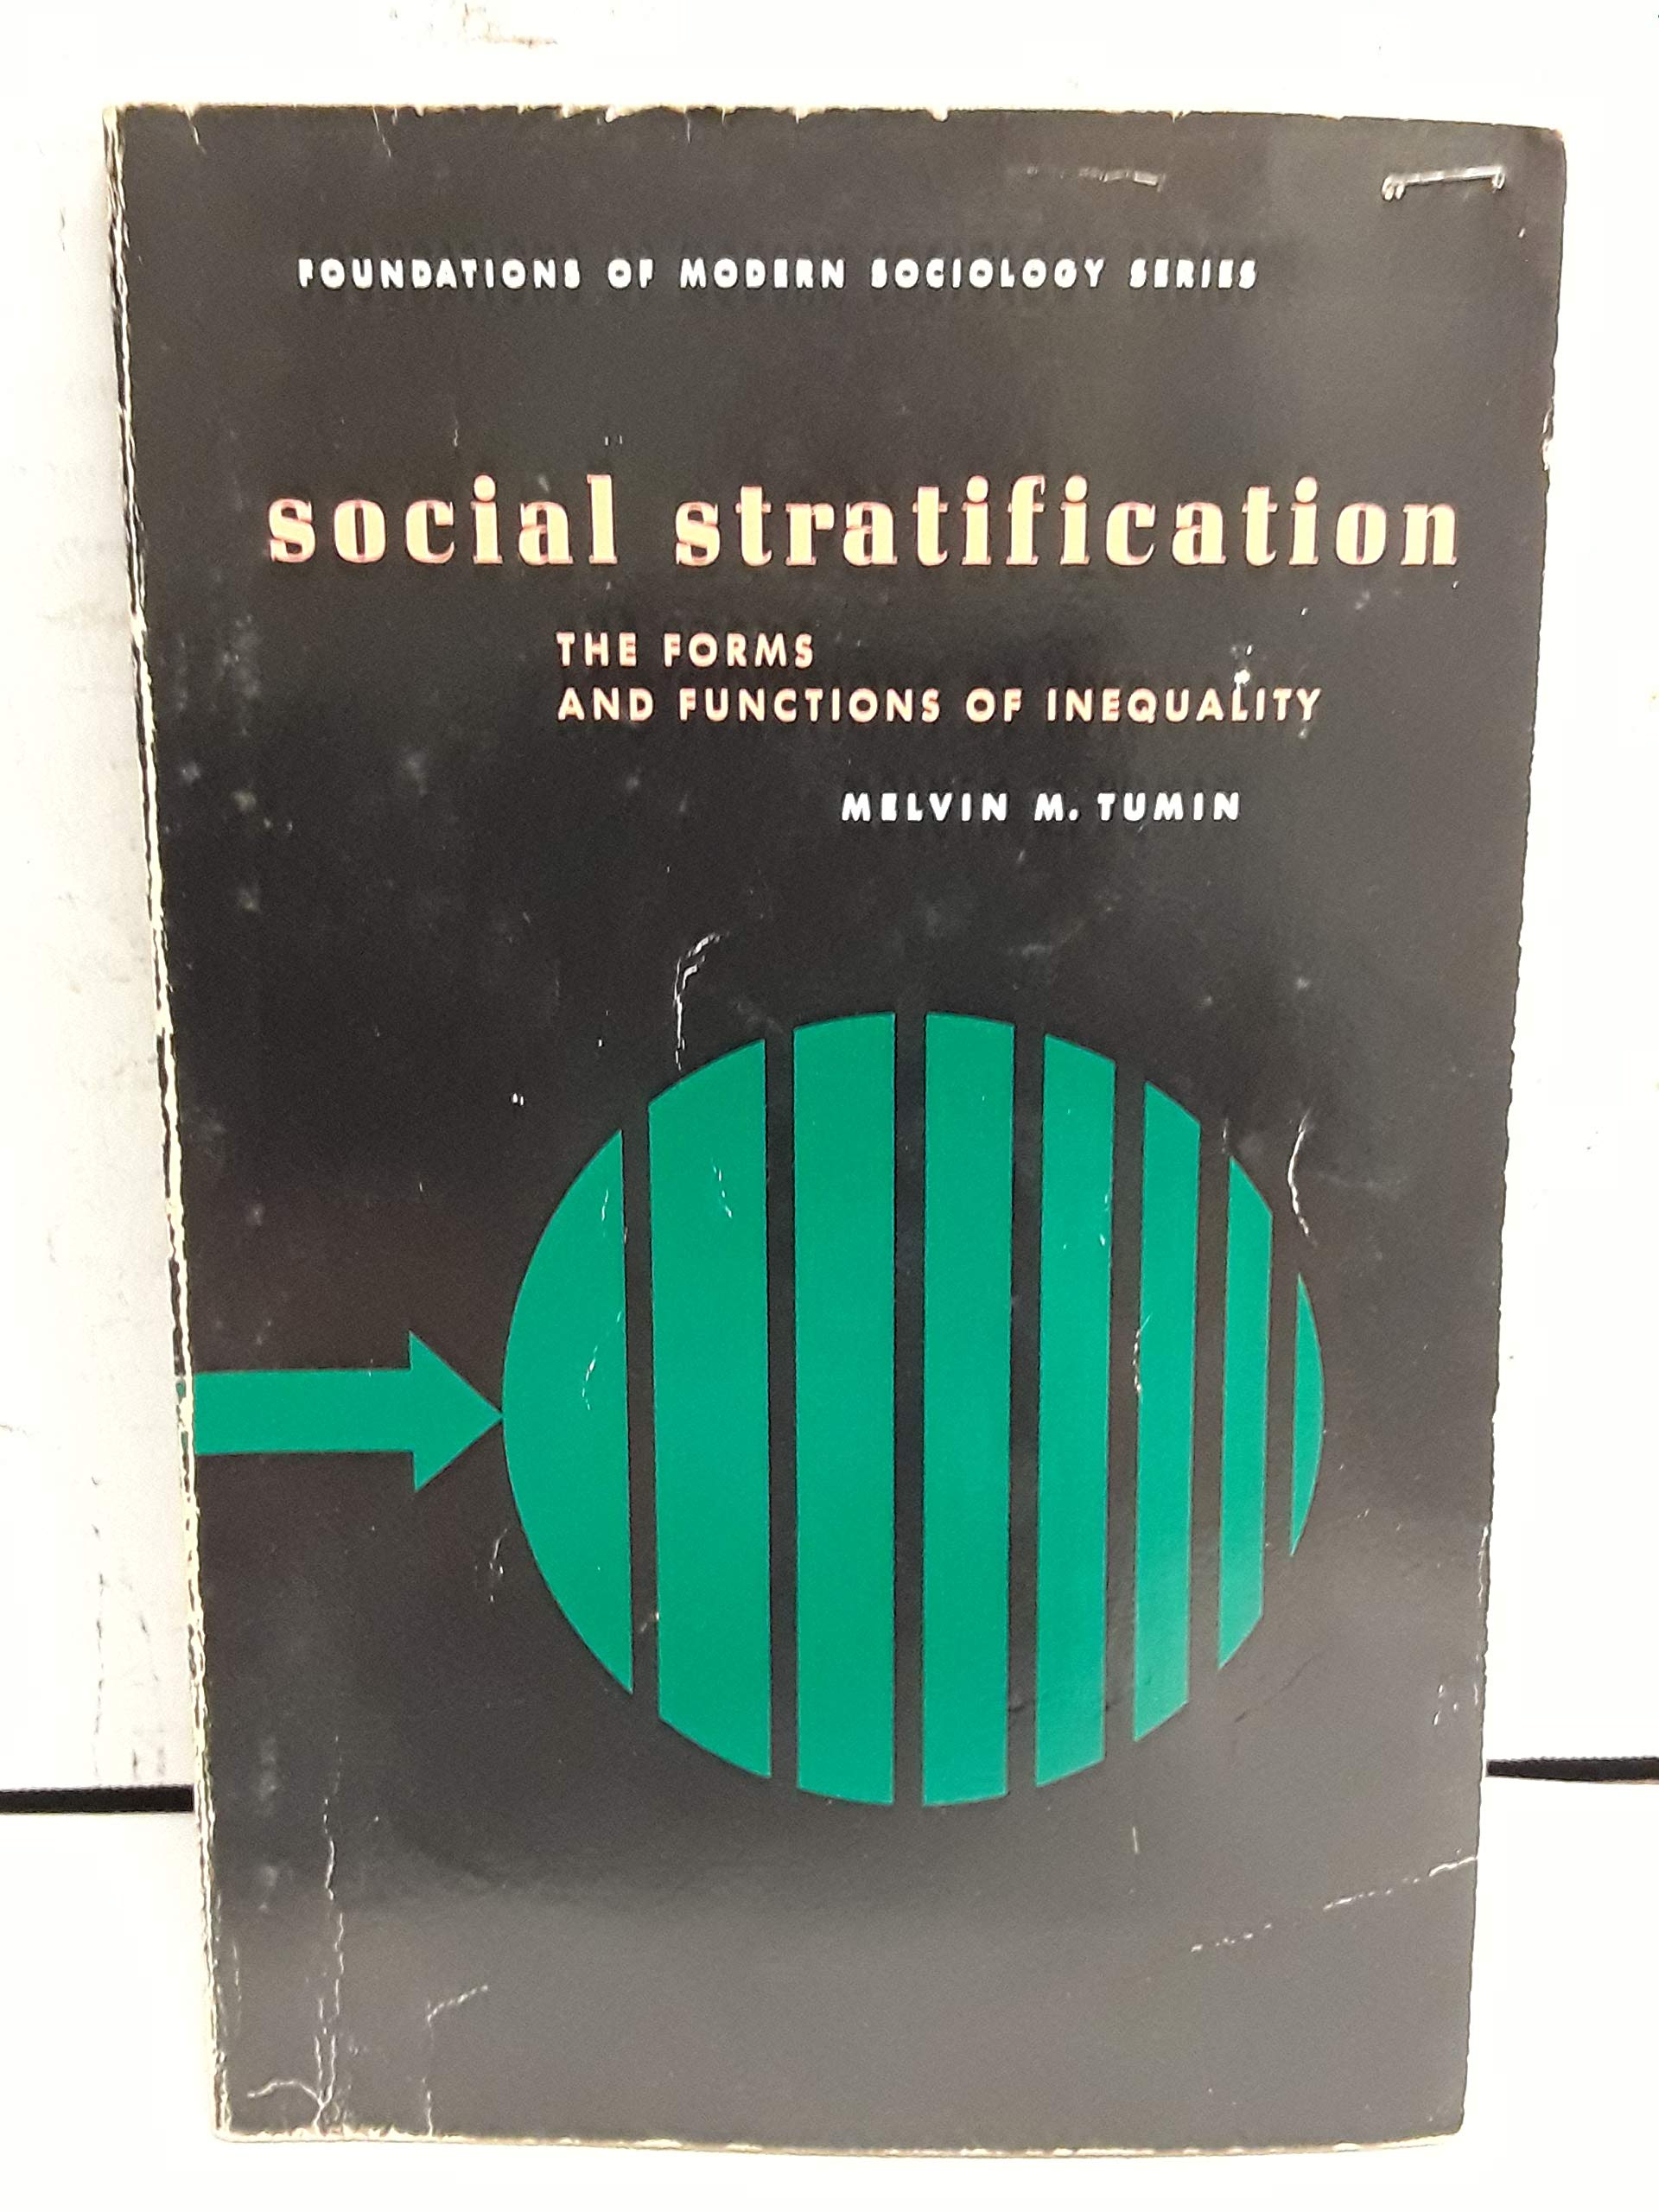 FOUNDATIONS OF MODERN SOCIOLOGY SERIES
social stratification
THE FORMS
AND FUNCTIONS OF INEQUALITY
MELVIN M. TUMIN